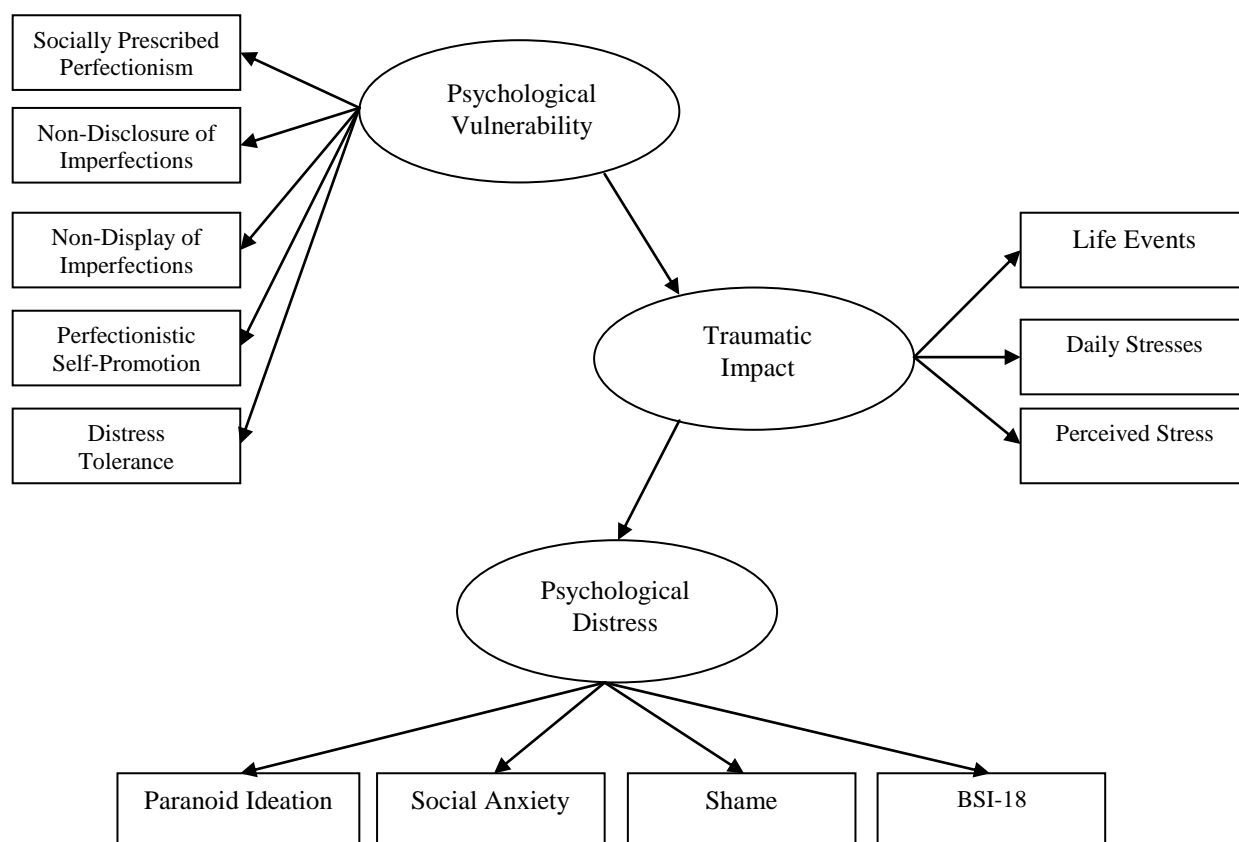 Socially Prescribed
Perfectionism
Psychological
Vulnerability
Non-Disclosure of
Imperfections
Non-Display of
Imperfections
Perfectionistic
Self-Promotion
Distress
Tolerance
Traumatic
Impact
Life Events
Daily Stresses
Perceived Stress
Psychological
Distress
Paranoid Ideation
Social Anxiety
Shame
BSI-18